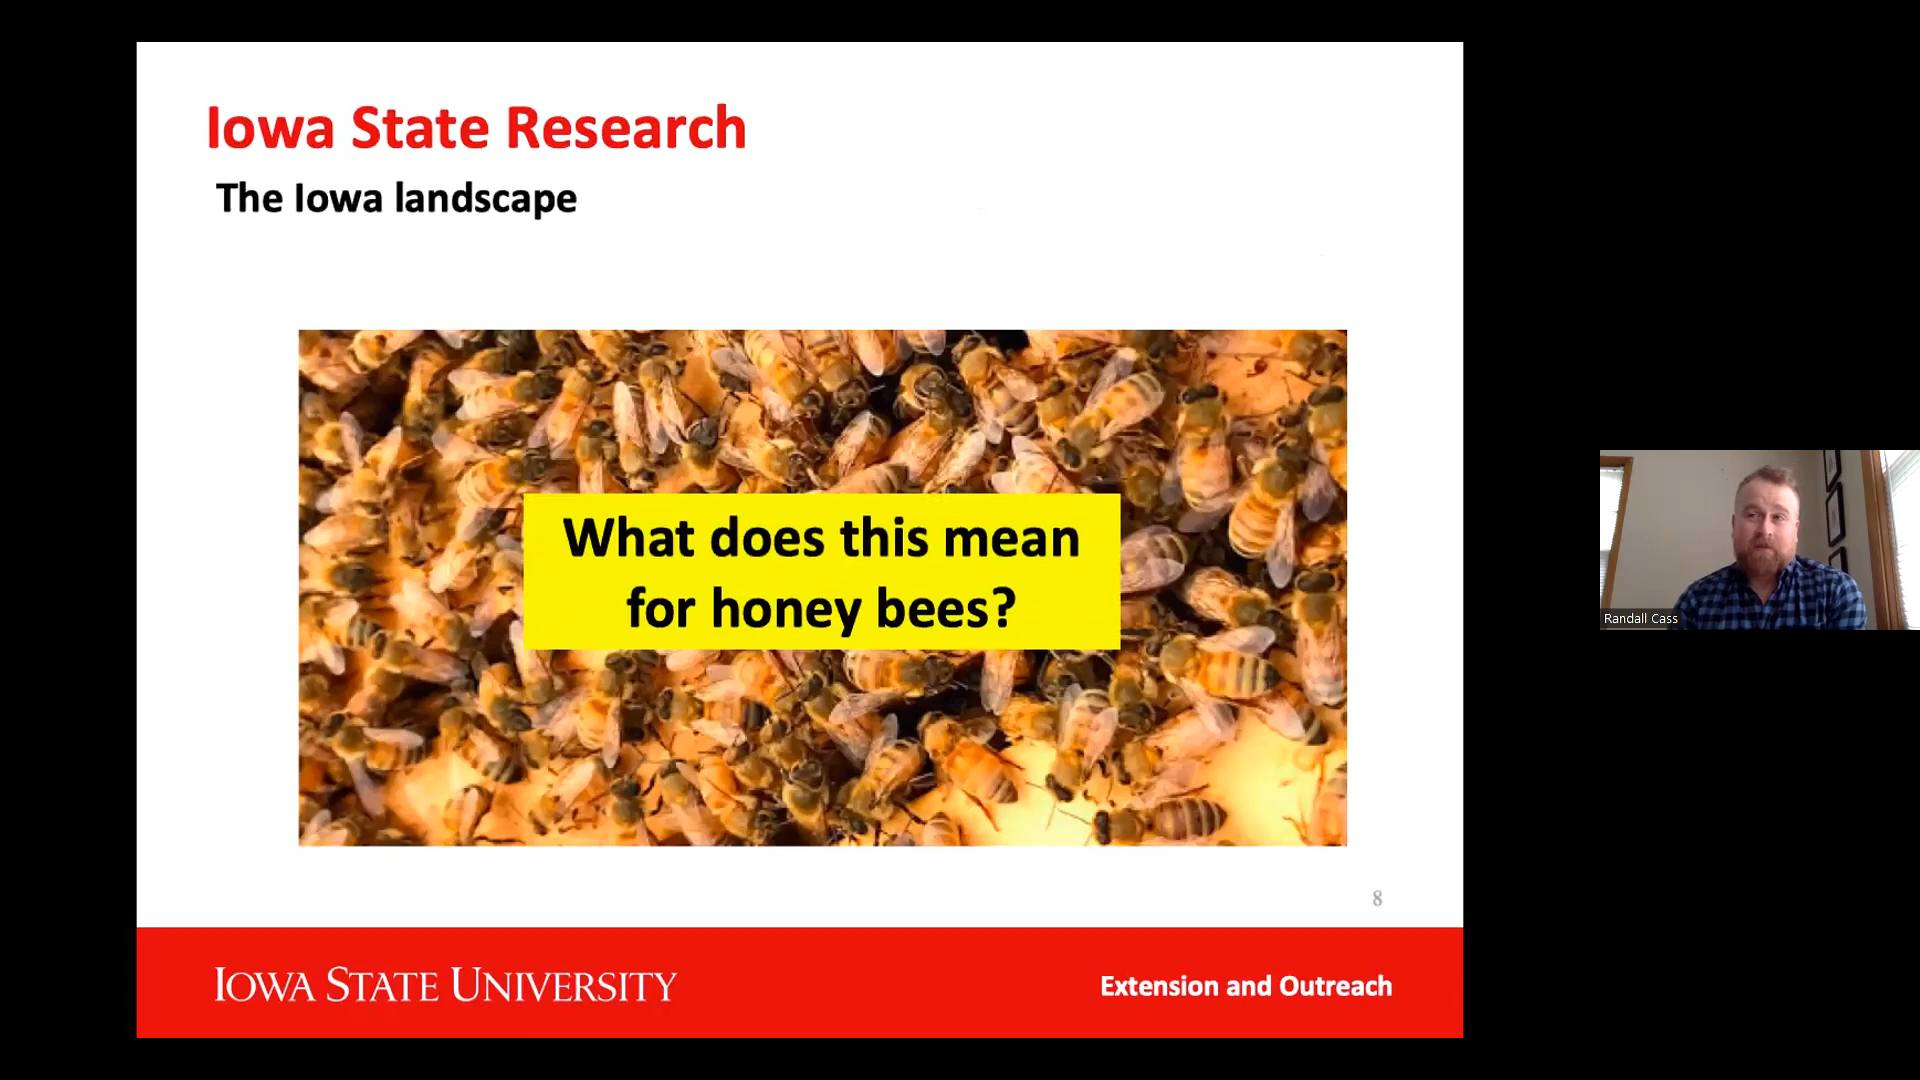 Iowa State Research
The Iowa landscape
What does this mean
for honey bees?
8
IOWA STATE UNIVERSITY
Extension and Outreach
Randall Cass